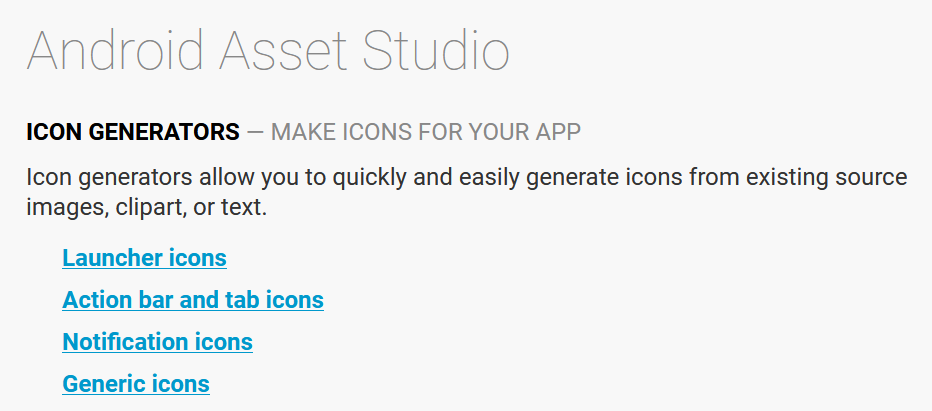 Android Asset Studio
ICON GENERATORS — MAKE ICONS FOR YOUR APP
Icon generators allow you to quickly and easily generate icons from existing source
images, clipart, or text.
Launcher icons
Action bar and tab icons
Notification icons
Generic icons